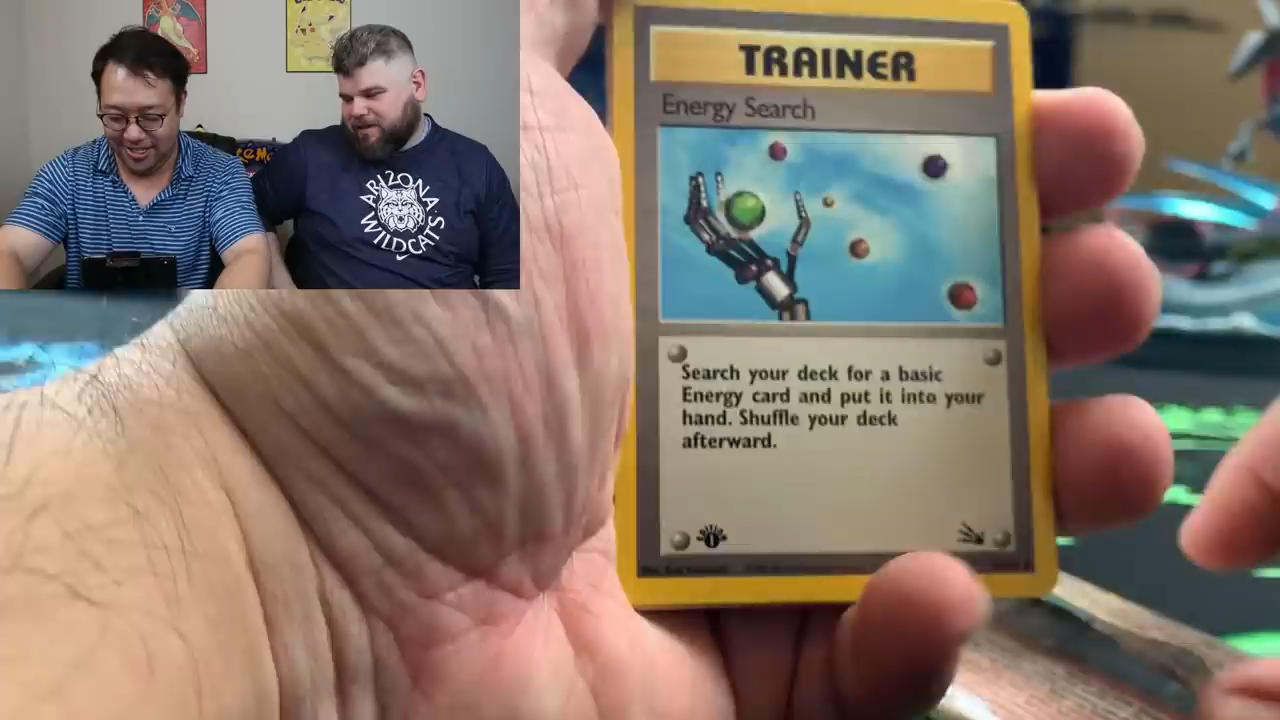 TRAINER
Energy Search
Search your deck for a basic
Energy card and put it into your
hand. Shuffle your deck
afterward.
ARIZONA
WILDCATS